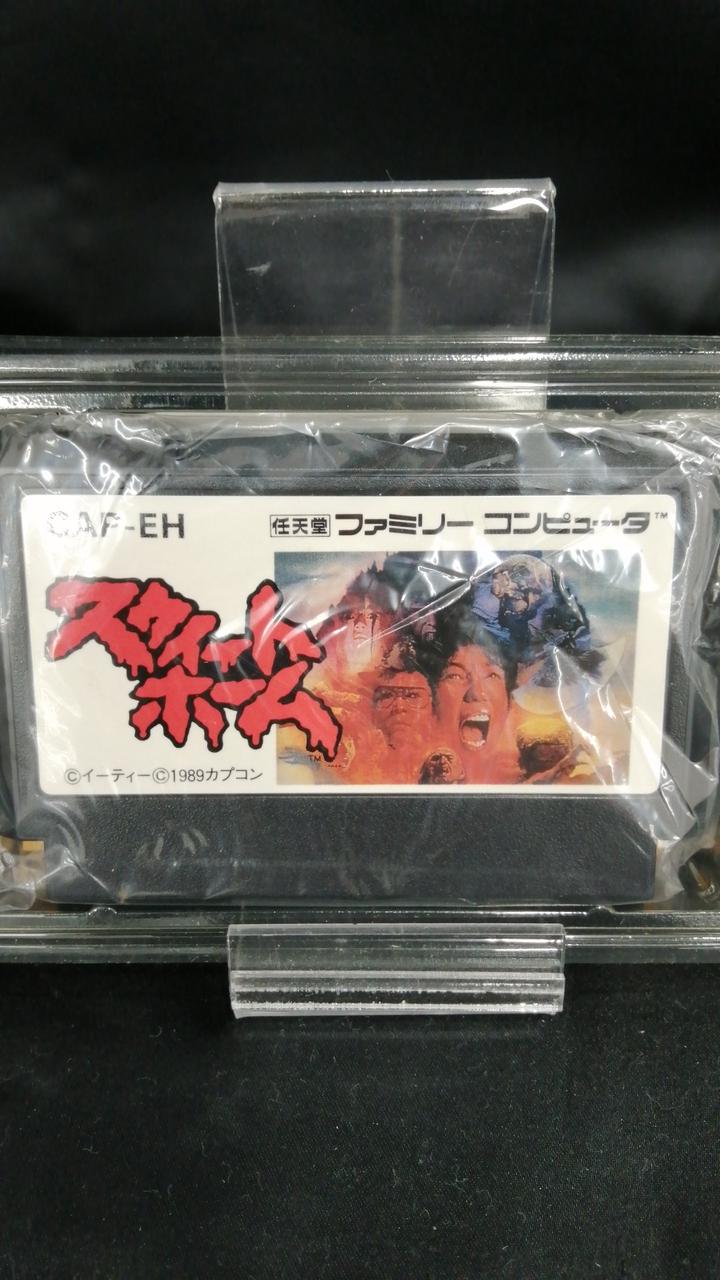 CAP-EH
任天堂 ファミリー コンピュータ™
スウィート
ホーム
TM
©イーティー©1989カプコン